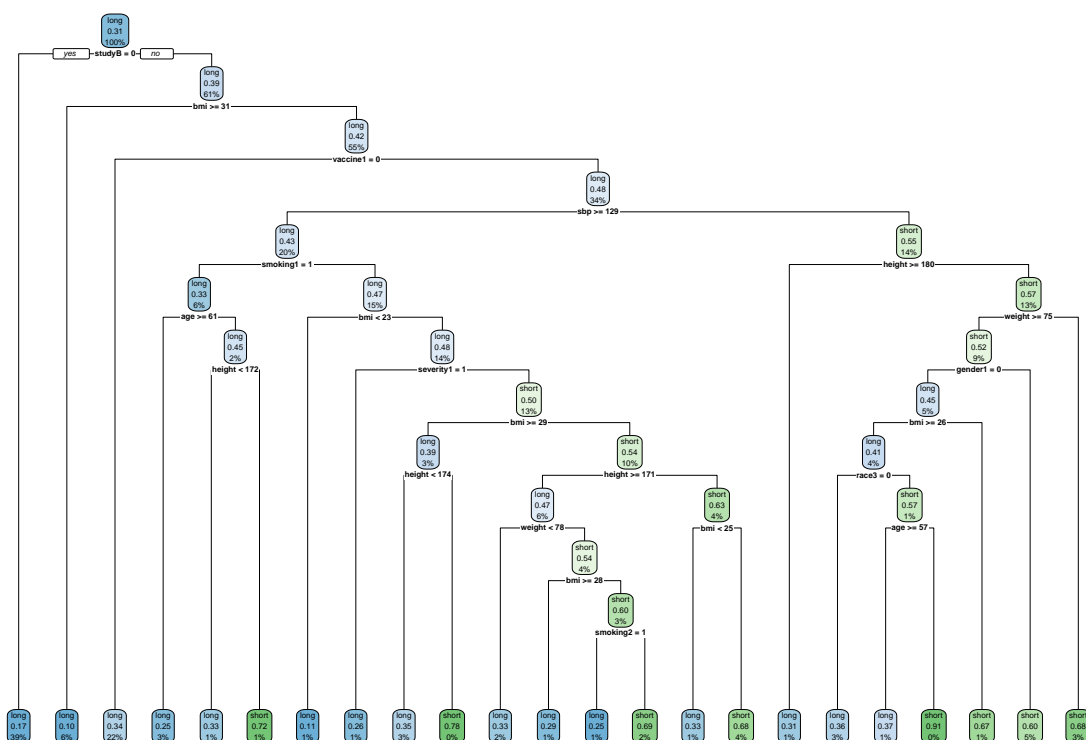 long
0.31
100%
yes studyB = 0 no
long
0.39
61%
bmi >= 31
long
0.42
55%
vaccine1 = 0
long
0.48
34%
sbp >= 129
long
0.43
20%
short
0.55
14%
smoking1 = 1
height >= 180
long
0.33
6%
long
0.47
15%
short
0.57
13%
age >= 61
bmi < 23
weight >= 75
long
0.45
2%
long
0.48
14%
short
0.52
9%
height < 172
severity1 = 1
gender1 = 0
short
0.50
13%
long
0.45
5%
bmi >= 29
bmi >= 26
long
0.39
3%
short
0.54
10%
long
0.41
4%
height < 174
height >= 171
race3 = 0
long
0.47
6%
short
0.63
4%
short
0.57
1%
weight < 78
bmi < 25
age >= 57
short
0.54
4%
bmi >= 28
short
0.60
3%
smoking2 = 1
long
0.17
39%
long
0.10
6%
long
0.34
22%
long
0.25
3%
long
0.33
1%
short
0.72
1%
long
0.11
1%
long
0.26
1%
long
0.35
3%
short
0.78
0%
long
0.33
2%
long
0.29
1%
long
0.25
1%
short
0.69
2%
long
0.33
1%
short
0.68
4%
long
0.31
1%
long
0.36
3%
long
0.37
1%
short
0.91
0%
short
0.67
1%
short
0.60
5%
short
0.68
3%